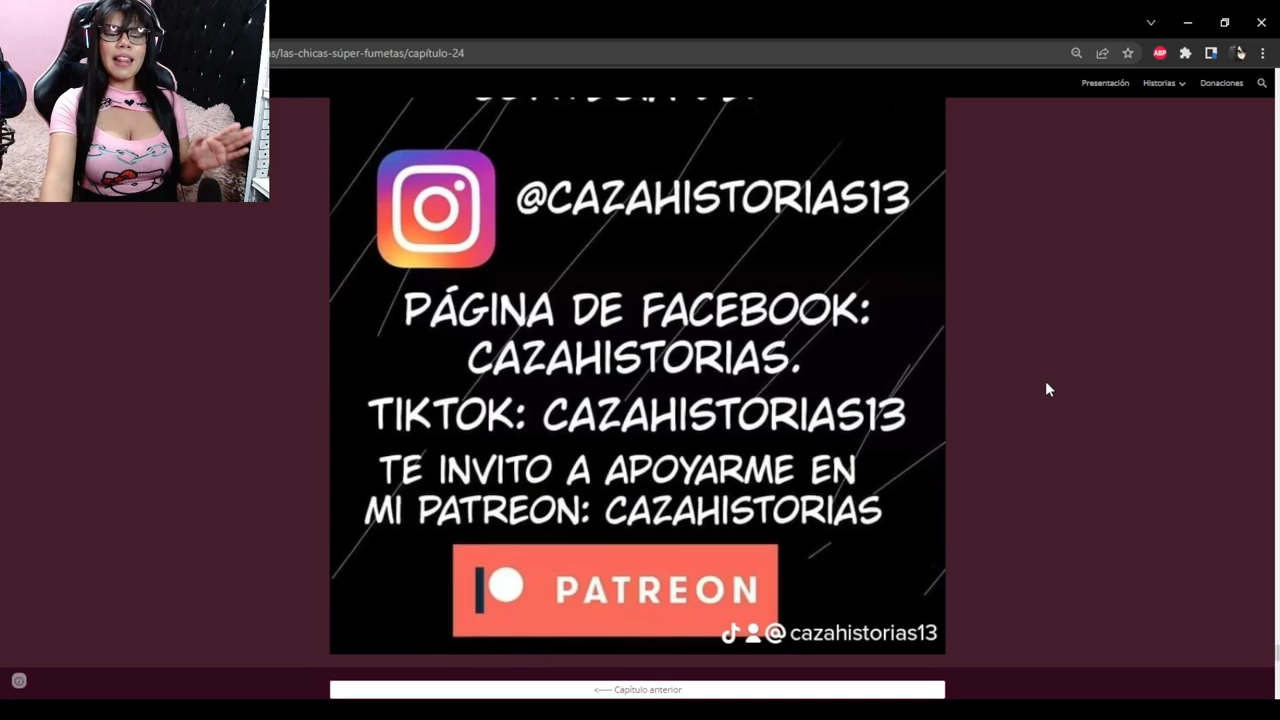 s/las-chicas-súper-fumetas/capítulo-24
ABP
Presentación
Historias
Donaciones
@CAZAHISTORIAS13
PÁGINA DE FACEBOOK:
CAZAHISTORIAS.
TIKTOK: CAZAHISTORIAS13
TE INVITO A APOYARME EN
MI PATREON: CAZAHISTORIAS
PATREON
@cazahistorias13
<---- Capítulo anterior